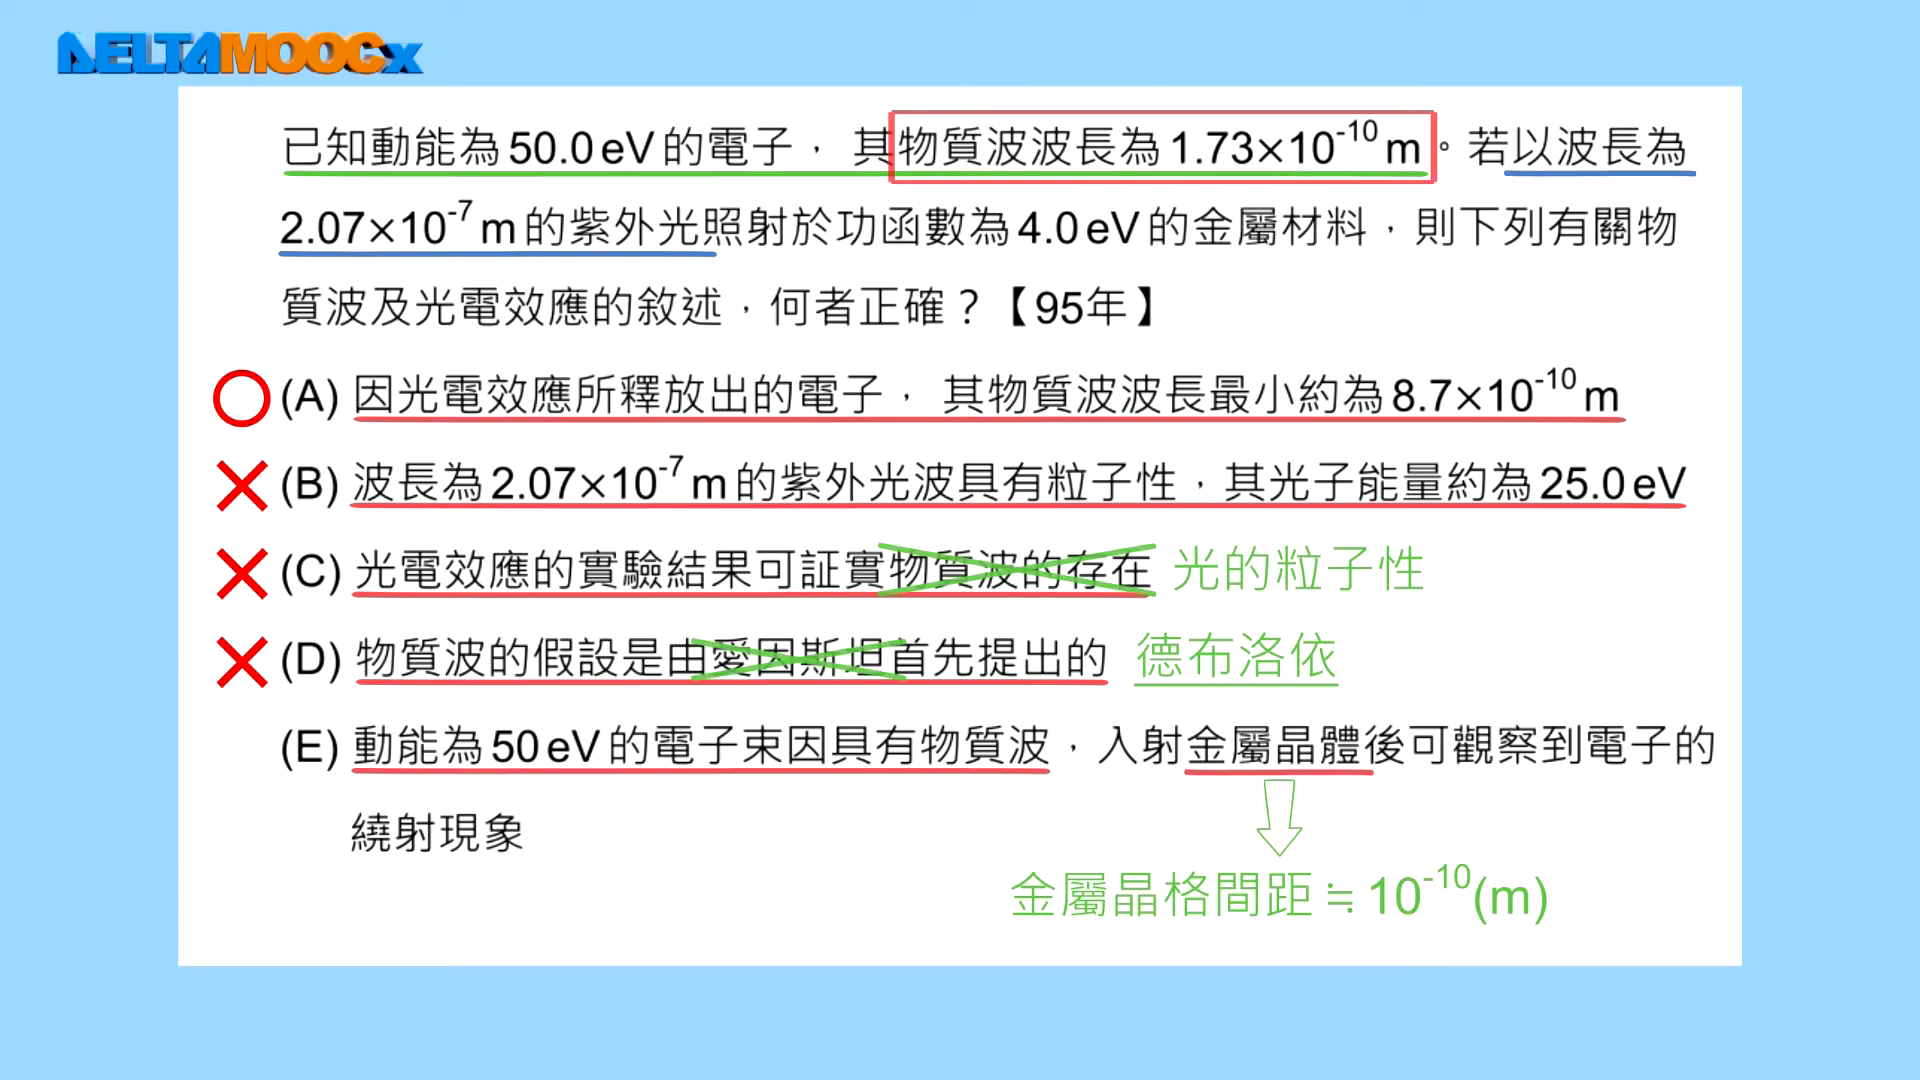 DELTAMOOCx
已知動能為50.0eV的電子，其物質波波長為1.73×10⁻¹⁰m。若以波長為
2.07×10⁻⁷m的紫外光照射於功函數為4.0eV的金屬材料，則下列有關物
質波及光電效應的敘述，何者正確？【95年】
(A) 因光電效應所釋放出的電子，其物質波波長最小約為8.7×10⁻¹⁰m
(B) 波長為2.07×10⁻⁷m的紫外光波具有粒子性，其光子能量約為25.0eV
(C) 光電效應的實驗結果可証實物質波的存在 光的粒子性
(D) 物質波的假設是由愛因斯坦首先提出的 德布洛依
(E) 動能為50eV的電子束因具有物質波，入射金屬晶體後可觀察到電子的
繞射現象
金屬晶格間距≒10⁻¹⁰(m)